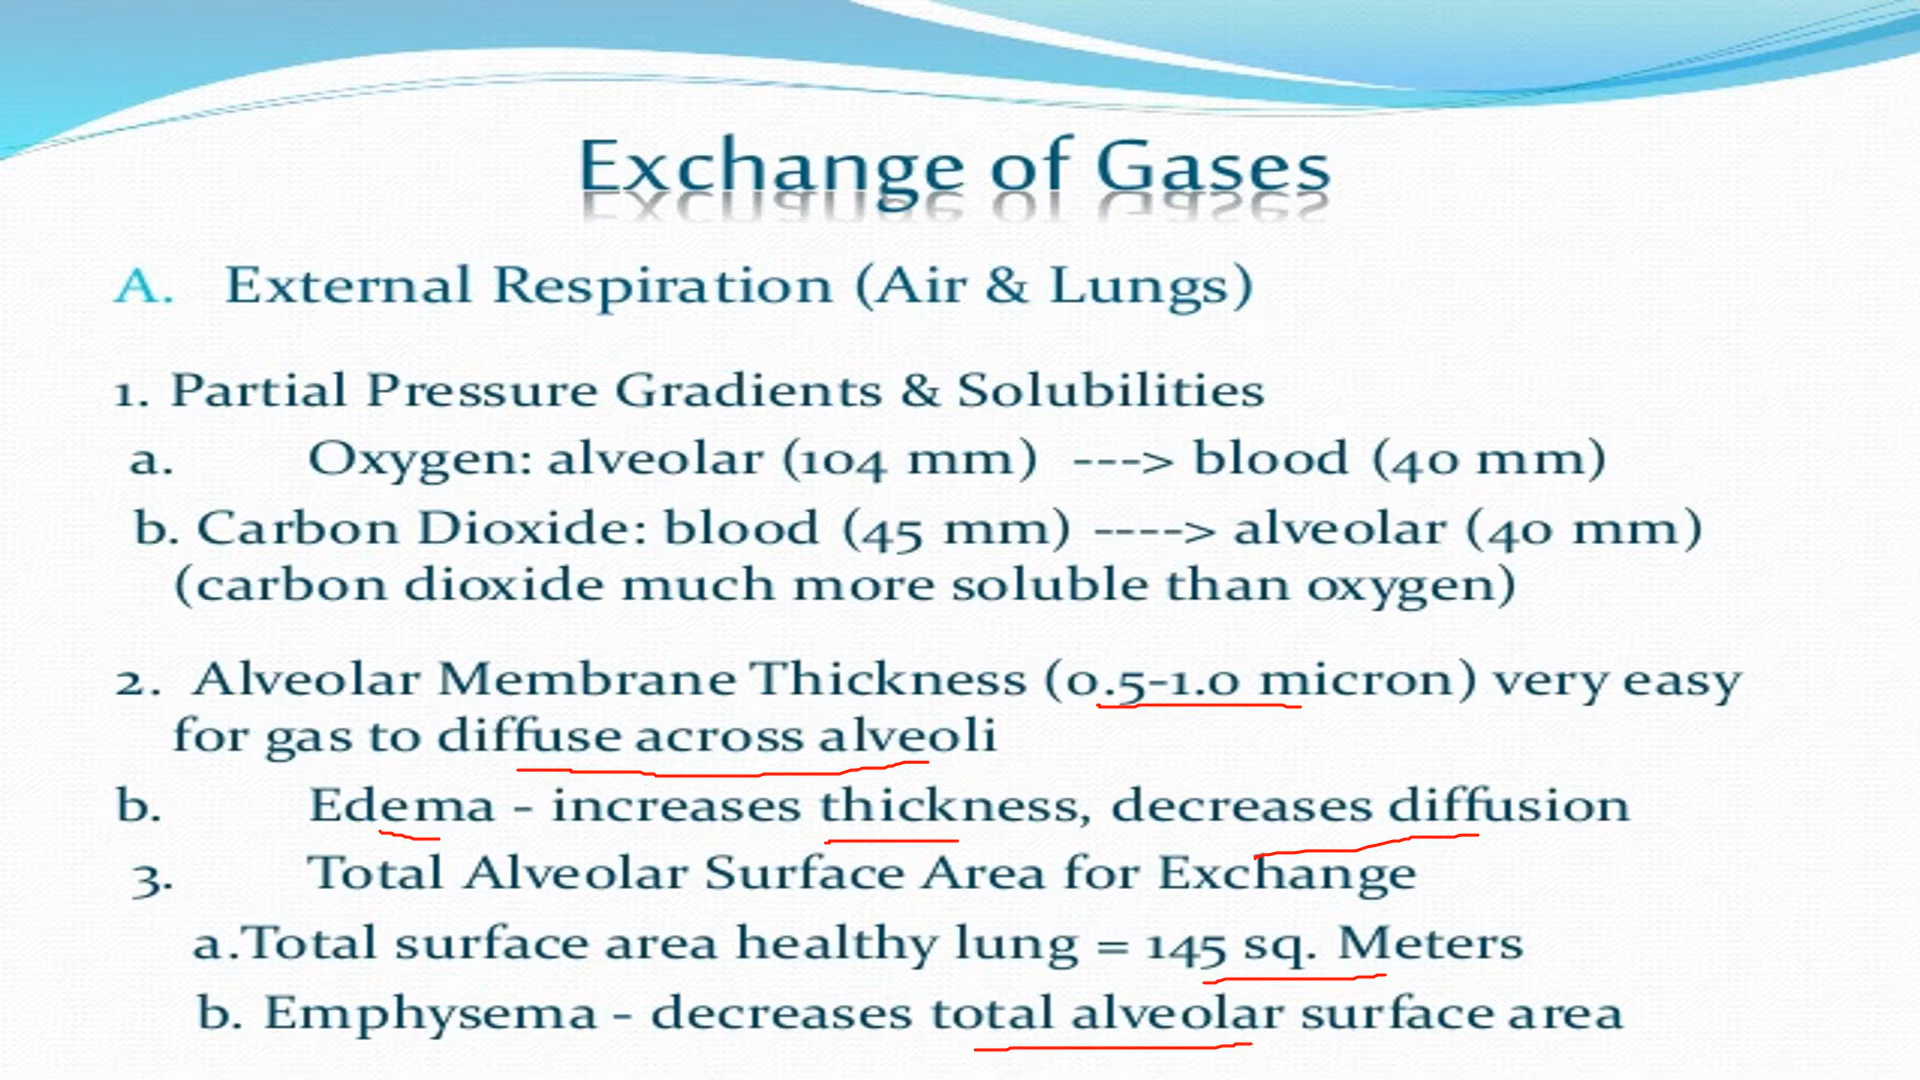 Exchange of Gases
A. External Respiration (Air & Lungs)
1. Partial Pressure Gradients & Solubilities
a. Oxygen: alveolar (104 mm) ---> blood (40 mm)
b. Carbon Dioxide: blood (45 mm) ----> alveolar (40 mm)
(carbon dioxide much more soluble than oxygen)
2. Alveolar Membrane Thickness (0.5-1.0 micron) very easy
for gas to diffuse across alveoli
b. Edema - increases thickness, decreases diffusion
3. Total Alveolar Surface Area for Exchange
a.Total surface area healthy lung = 145 sq. Meters
b. Emphysema - decreases total alveolar surface area